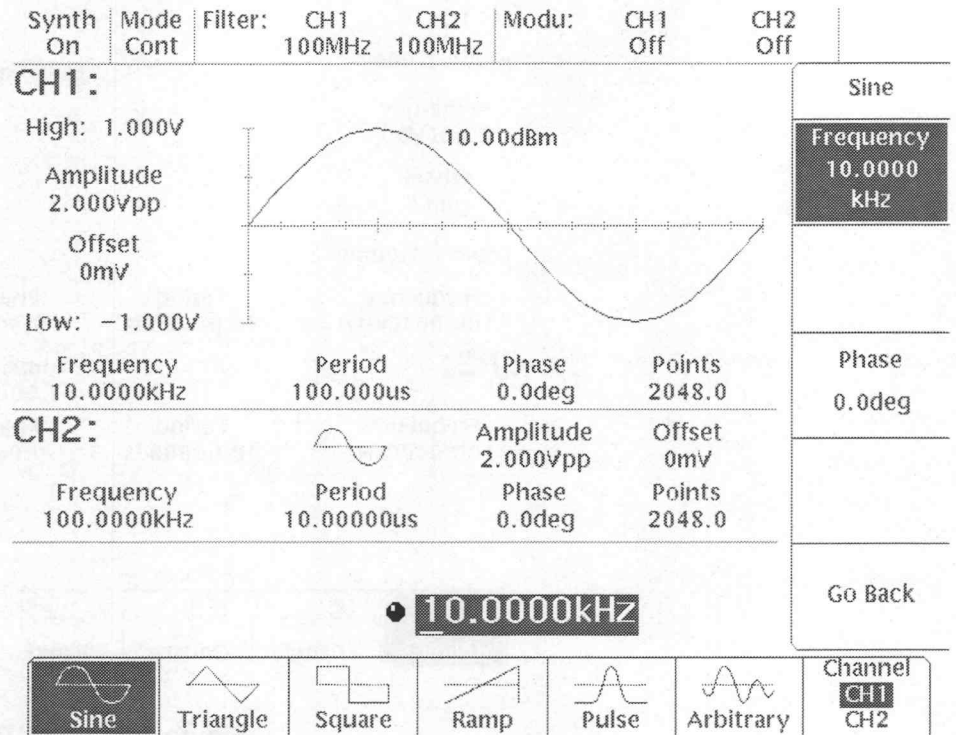 Synth Mode Filter: CH1 CH2 Modu: CH1 CH2
On Cont 100MHz 100MHz Off Off
CH1:
High: 1.000V
10.00dBm
Amplitude
2.000Vpp
Offset
0mV
Low: -1.000V
Frequency Period Phase Points
10.0000kHz 100.000us 0.0deg 2048.0
CH2:
Amplitude Offset
2.000Vpp 0mV
Frequency Period Phase Points
100.0000kHz 10.00000us 0.0deg 2048.0
10.0000kHz
Sine
Frequency
10.0000
kHz
Phase
0.0deg
Go Back
Sine Triangle Square Ramp Pulse Arbitrary
Channel
CH1
CH2